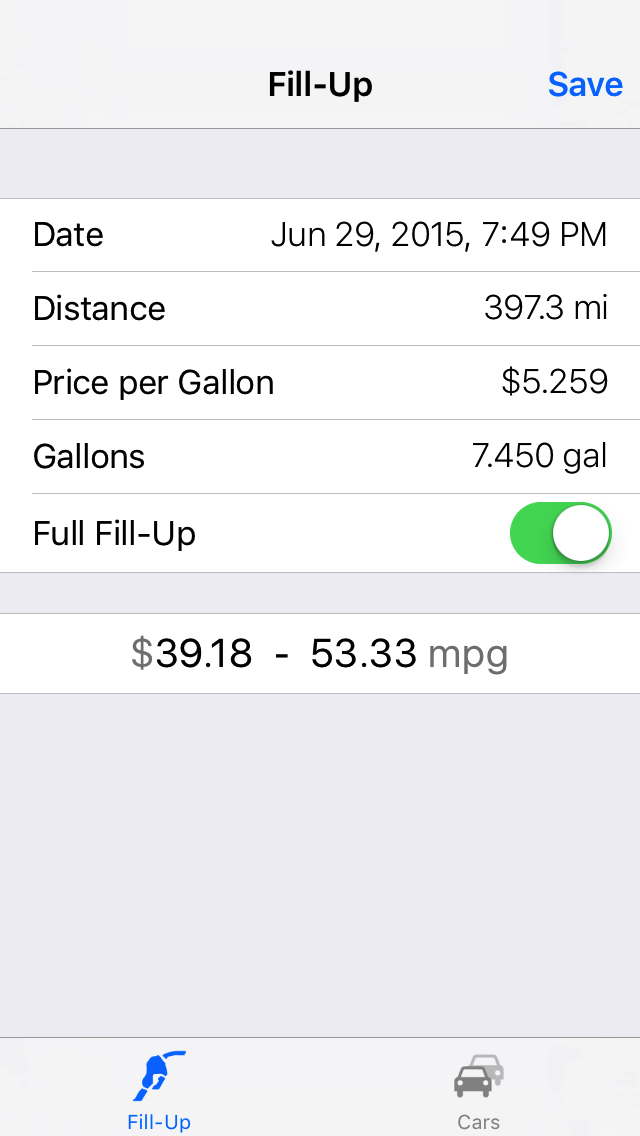 Fill-Up Save
Date Jun 29, 2015, 7:49 PM
Distance 397.3 mi
Price per Gallon $5.259
Gallons 7.450 gal
Full Fill-Up
$39.18 - 53.33 mpg
Fill-Up Cars